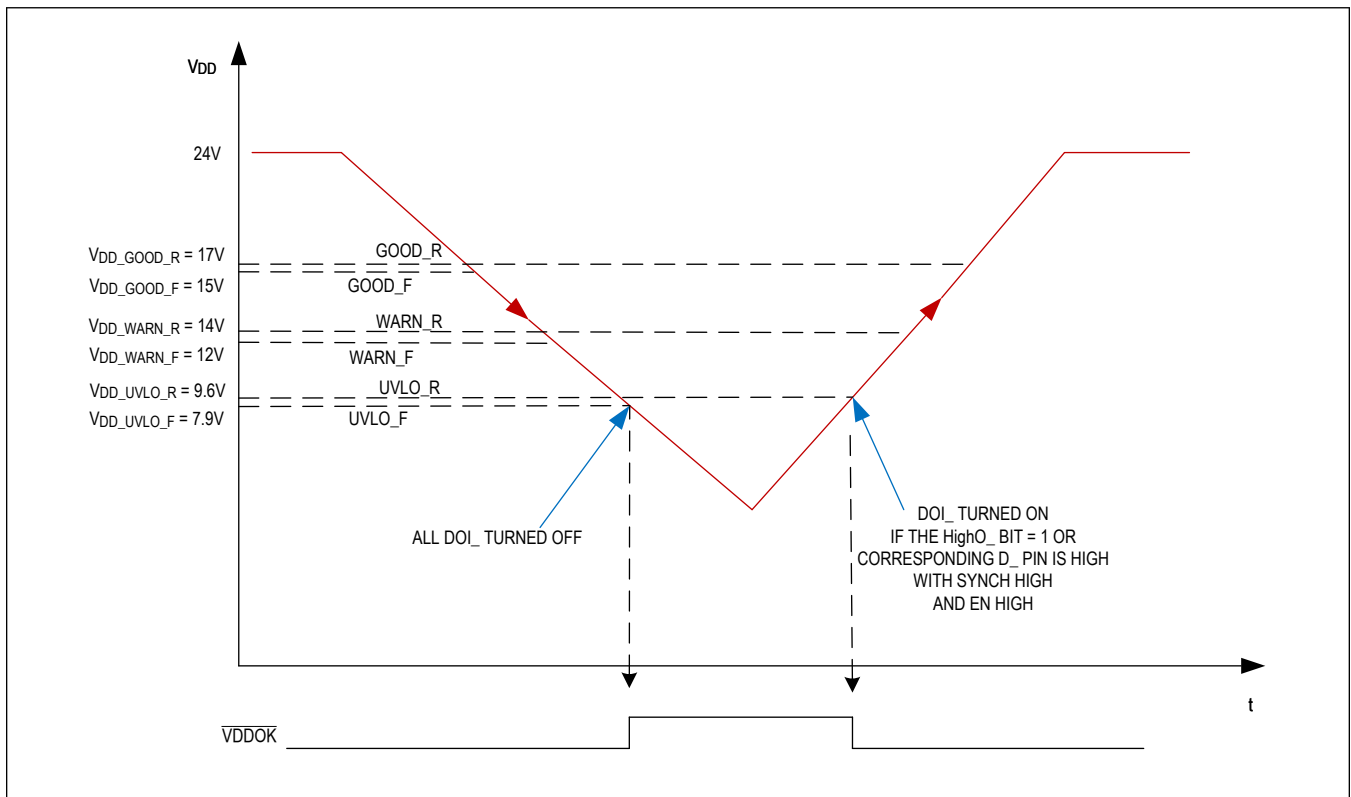 VDD
24V
VDD_GOOD_R = 17V
GOOD_R
VDD_GOOD_F = 15V
GOOD_F
VDD_WARN_R = 14V
WARN_R
VDD_WARN_F = 12V
WARN_F
VDD_UVLO_R = 9.6V
UVLO_R
VDD_UVLO_F = 7.9V
UVLO_F
ALL DOI_ TURNED OFF
DOI_ TURNED ON
IF THE HighO_ BIT = 1 OR
CORRESPONDING D_ PIN IS HIGH
WITH SYNCH HIGH
AND EN HIGH
t
VDDOK